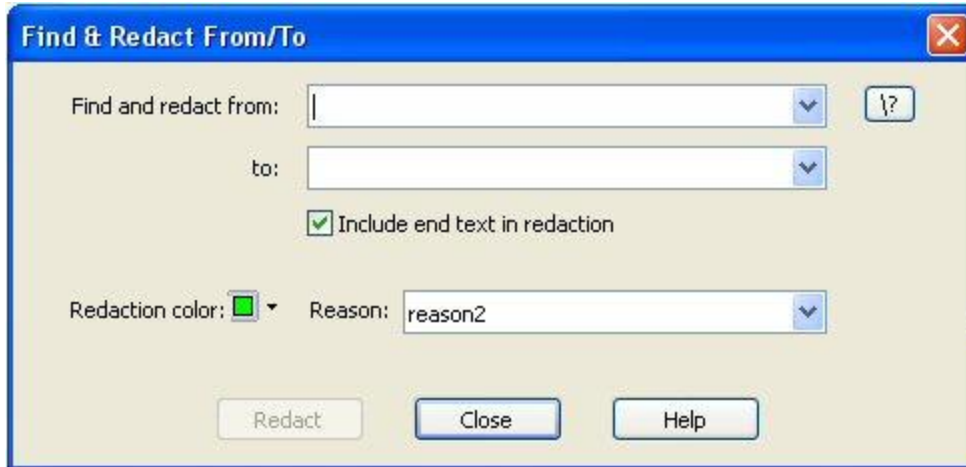 Find & Redact From/To
Find and redact from: \?
to:
Include end text in redaction
Redaction color: Reason: reason2
Redact Close Help